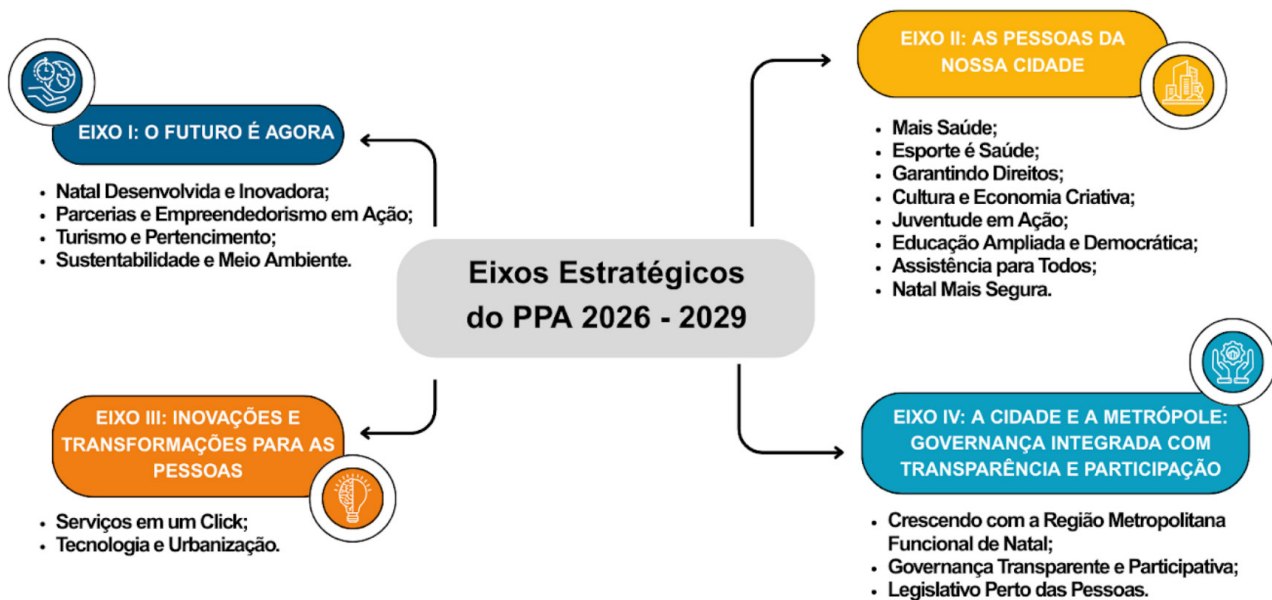 EIXO I: O FUTURO É AGORA
• Natal Desenvolvida e Inovadora;
• Parcerias e Empreendedorismo em Ação;
• Turismo e Pertencimento;
• Sustentabilidade e Meio Ambiente.
EIXO II: AS PESSOAS DA
NOSSA CIDADE
• Mais Saúde;
• Esporte é Saúde;
• Garantindo Direitos;
• Cultura e Economia Criativa;
• Juventude em Ação;
• Educação Ampliada e Democrática;
• Assistência para Todos;
• Natal Mais Segura.
Eixos Estratégicos
do PPA 2026 - 2029
EIXO III: INOVAÇÕES E
TRANSFORMAÇÕES PARA AS
PESSOAS
• Serviços em um Click;
• Tecnologia e Urbanização.
EIXO IV: A CIDADE E A METRÓPOLE:
GOVERNANÇA INTEGRADA COM
TRANSPARÊNCIA E PARTICIPAÇÃO
• Crescendo com a Região Metropolitana
Funcional de Natal;
• Governança Transparente e Participativa;
• Legislativo Perto das Pessoas.